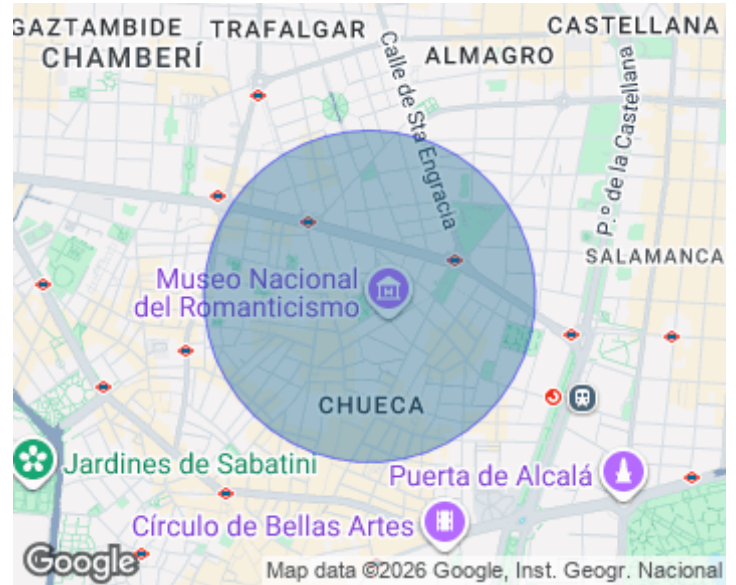 GAZTAMBIDE
TRAFALGAR
CASTELLANA
CHAMBERÍ
ALMAGRO
Calle de Sta Engracia
P.º de la Castellana
SALAMANCA
Museo Nacional
del Romanticismo
CHUECA
Jardines de Sabatini
Puerta de Alcalá
Círculo de Bellas Artes
Google
Map data ©2026 Google, Inst. Geogr. Nacional